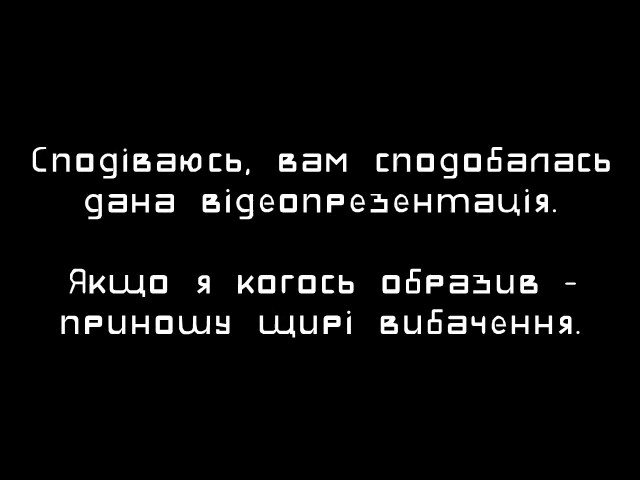 Сподіваюсь, вам сподобалась
дана відеопрезентація.
Якщо я когось образив -
приношу щирі вибачення.